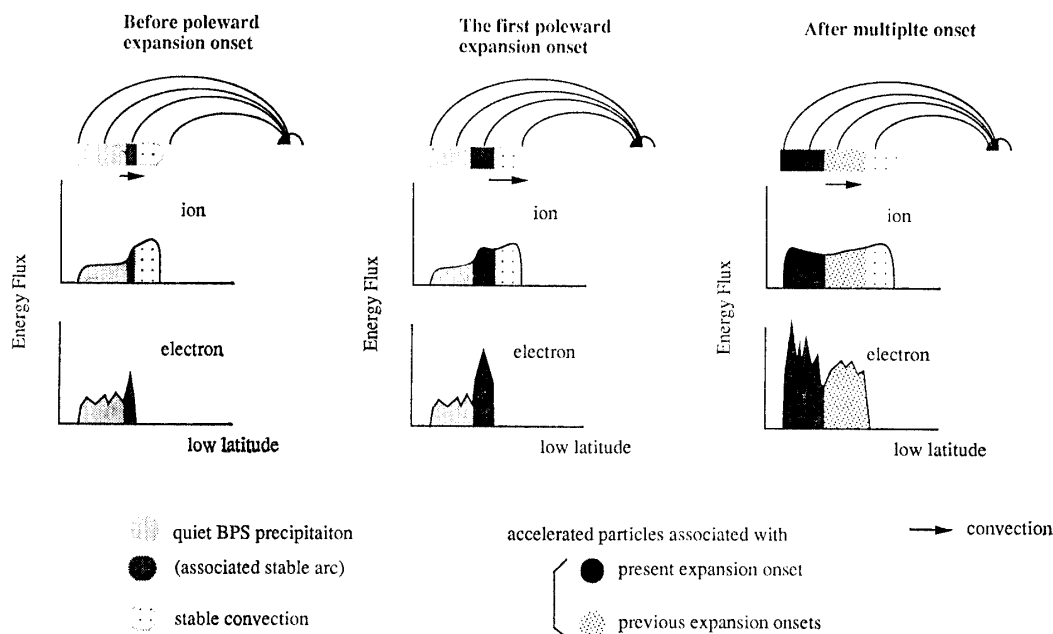 Before poleward
expansion onset
The first poleward
expansion onset
After multiplte onset
ion
ion
ion
Energy Flux
Energy Flux
Energy Flux
electron
electron
electron
low latitude
low latitude
low latitude
quiet BPS precipitaiton
(associated stable arc)
stable convection
accelerated particles associated with
present expansion onset
previous expansion onsets
convection